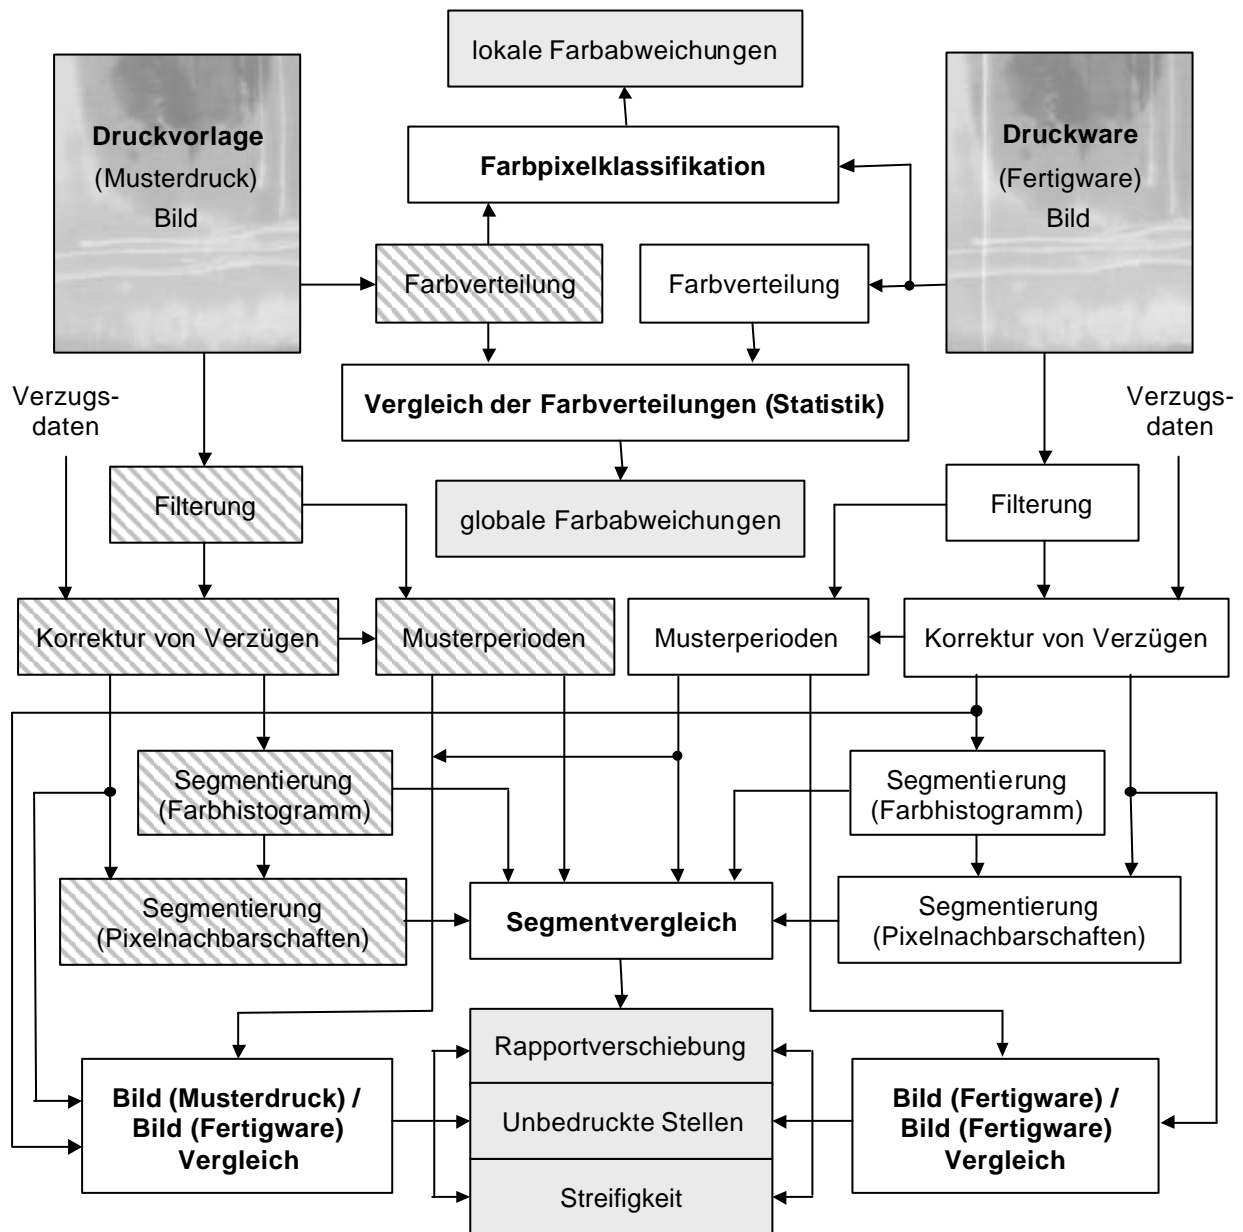 lokale Farbabweichungen
Druckvorlage
(Musterdruck)
Bild
Farbpixelklassifikation
Druckware
(Fertigware)
Bild
Farbverteilung
Farbverteilung
Vergleich der Farbverteilungen (Statistik)
Verzugs-
daten
Verzugs-
daten
Filterung
globale Farbabweichungen
Filterung
Korrektur von Verzügen
Musterperioden
Musterperioden
Korrektur von Verzügen
Segmentierung
(Farbhistogramm)
Segmentierung
(Farbhistogramm)
Segmentierung
(Pixelnachbarschaften)
Segmentvergleich
Segmentierung
(Pixelnachbarschaften)
Rapportverschiebung
Bild (Musterdruck) /
Bild (Fertigware)
Vergleich
Unbedruckte Stellen
Bild (Fertigware) /
Bild (Fertigware)
Vergleich
Streifigkeit